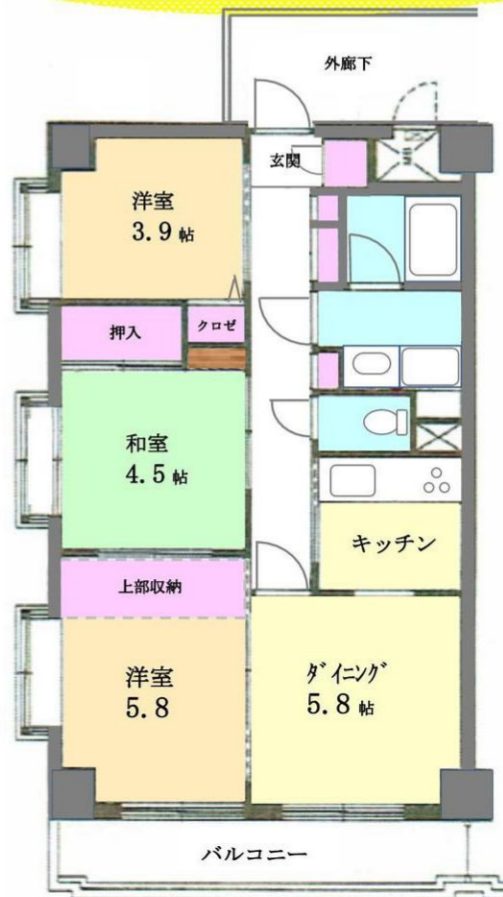 外廊下
玄関
洋室
3.9 帖
押入
クロゼ
和室
4.5 帖
キッチン
上部収納
洋室
5.8
ダイニング
5.8 帖
バルコニー